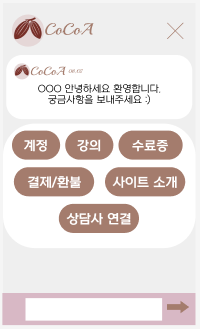 CoCoA
CoCoA 06:02
OOO 안녕하세요 환영합니다.
궁금사항을 보내주세요 :)
계정 강의 수료증
결제/환불 사이트 소개
상담사 연결